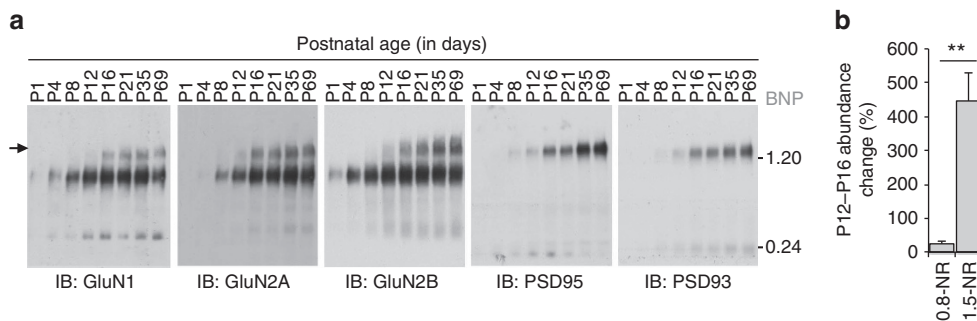 a
Postnatal age (in days)
P1 P4 P8 P12 P16 P21 P35 P69
P1 P4 P8 P12 P16 P21 P35 P69
P1 P4 P8 P12 P16 P21 P35 P69
P1 P4 P8 P12 P16 P21 P35 P69
P1 P4 P8 P12 P16 P21 P35 P69
BNP
-1.20
-0.24
IB: GluN1
IB: GluN2A
IB: GluN2B
IB: PSD95
IB: PSD93
b
P12–P16 abundance
change (%)
600
500
400
300
200
100
0
**
0.8-NR
1.5-NR